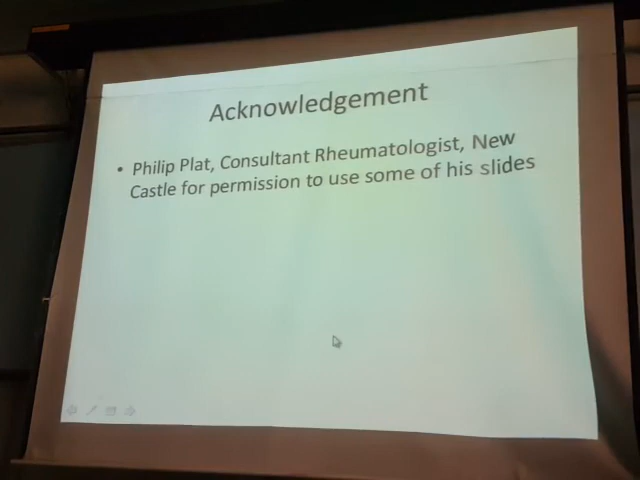 Acknowledgement
• Philip Plat, Consultant Rheumatologist, New
Castle for permission to use some of his slides